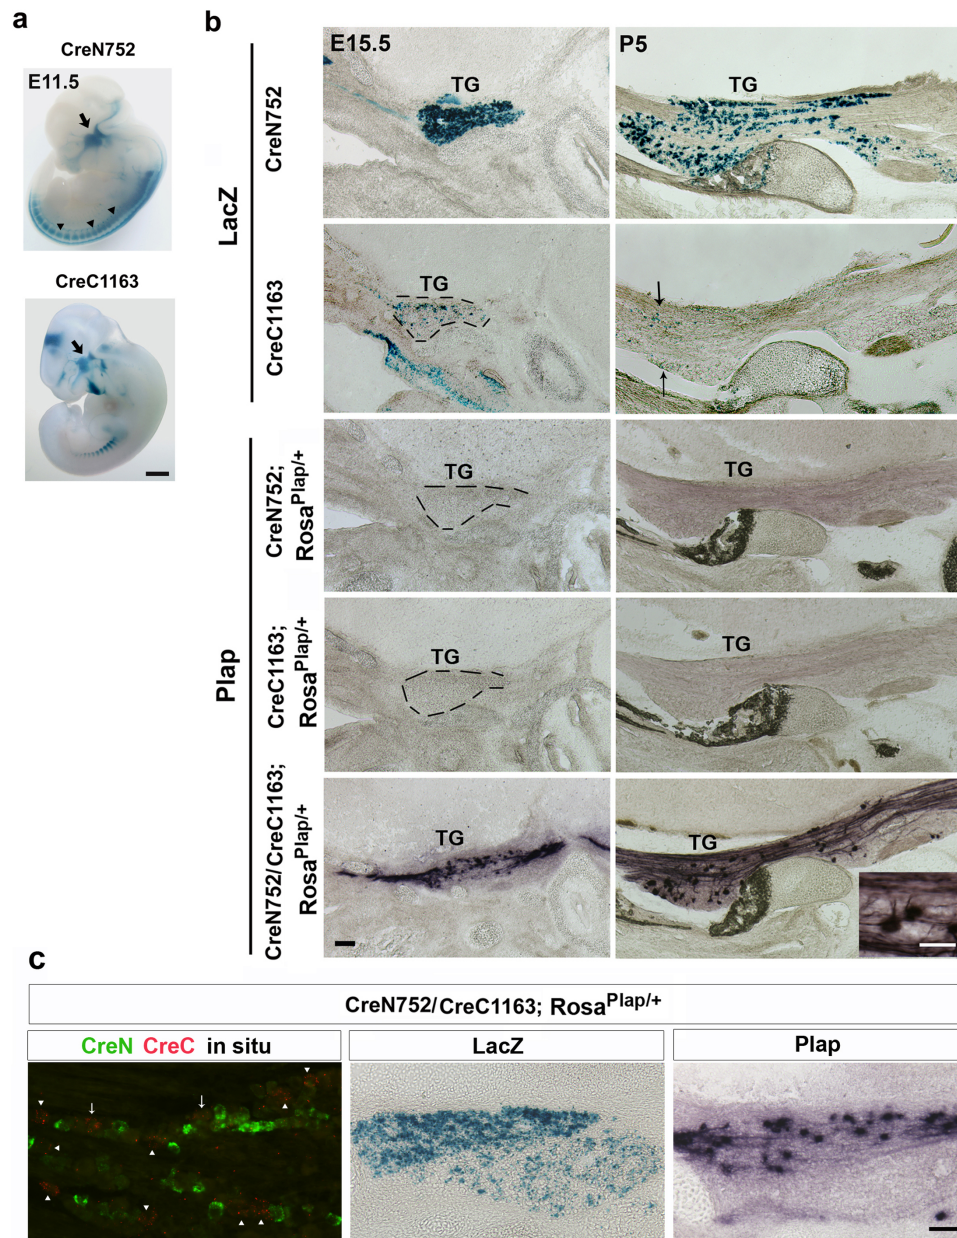 a
CreN752
E11.5
CreC1163
b
LacZ
Plap
CreN752
CreC1163
CreN752;
Rosa^Plap/+
CreC1163;
Rosa^Plap/+
CreN752/CreC1163;
Rosa^Plap/+
E15.5
TG
P5
TG
TG
TG
TG
TG
TG
TG
TG
c
CreN752/CreC1163; Rosa^Plap/+
CreN CreC in situ
LacZ
Plap